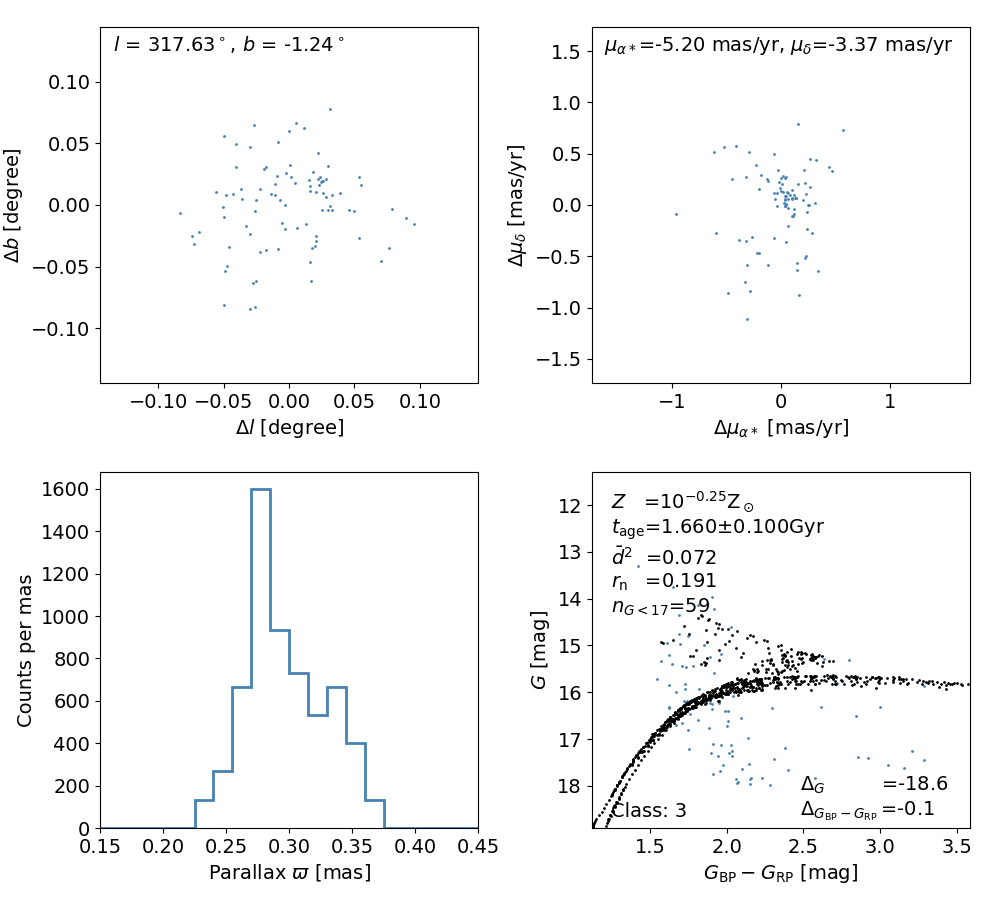 l = 317.63°, b = -1.24°
Δb [degree]
0.10
0.05
0.00
−0.05
−0.10
−0.10 −0.05 0.00 0.05 0.10
Δl [degree]
μα∗=-5.20 mas/yr, μδ=-3.37 mas/yr
Δμδ [mas/yr]
1.5
1.0
0.5
0.0
−0.5
−1.0
−1.5
−1 0 1
Δμα∗ [mas/yr]
Counts per mas
1600
1400
1200
1000
800
600
400
200
0
0.15 0.20 0.25 0.30 0.35 0.40 0.45
Parallax ϖ [mas]
G [mag]
12
13
14
15
16
17
18
Z =10−0.25Z⊙
tage=1.660±0.100Gyr
d̄2 =0.072
rn =0.191
nG<17=59
ΔG =-18.6
ΔGBP−GRP=-0.1
Class: 3
1.5 2.0 2.5 3.0 3.5
GBP − GRP [mag]